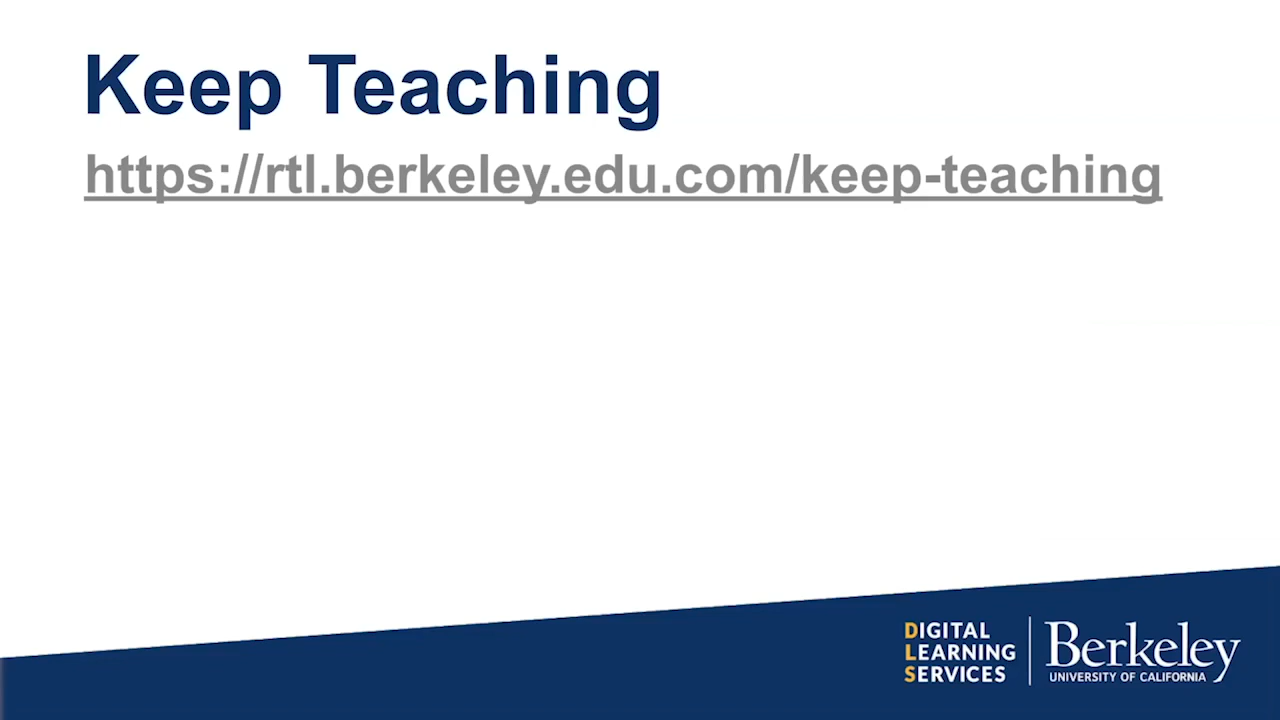 Keep Teaching
https://rtl.berkeley.edu.com/keep-teaching
DIGITAL
LEARNING
SERVICES
Berkeley
UNIVERSITY OF CALIFORNIA